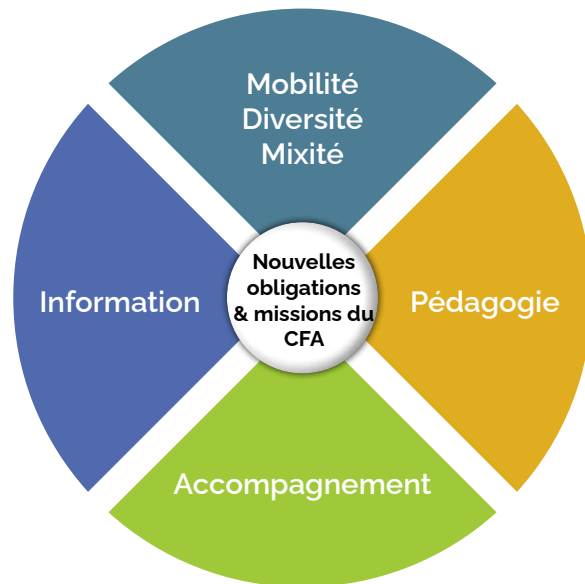 Mobilité
Diversité
Mixité
Information
Nouvelles
obligations
& missions du
CFA
Pédagogie
Accompagnement